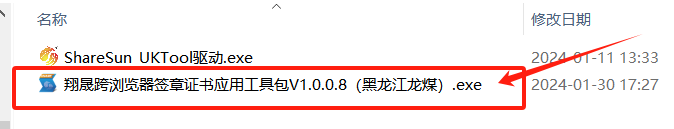 名称 修改日期
ShareSun_UKTool驱动.exe 2024-01-11 13:33
翔晟跨浏览器签章证书应用工具包V1.0.0.8（黑龙江龙煤）.exe 2024-01-30 17:27